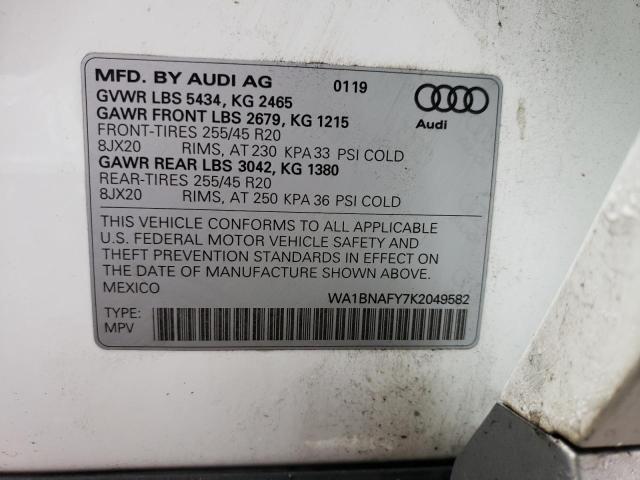 MFD. BY AUDI AG 0119
GVWR LBS 5434, KG 2465
GAWR FRONT LBS 2679, KG 1215
FRONT-TIRES 255/45 R20
8JX20 RIMS, AT 230 KPA 33 PSI COLD
GAWR REAR LBS 3042, KG 1380
REAR-TIRES 255/45 R20
8JX20 RIMS, AT 250 KPA 36 PSI COLD
Audi
THIS VEHICLE CONFORMS TO ALL APPLICABLE
U.S. FEDERAL MOTOR VEHICLE SAFETY AND
THEFT PREVENTION STANDARDS IN EFFECT ON
THE DATE OF MANUFACTURE SHOWN ABOVE.
MEXICO WA1BNAFY7K2049582
TYPE:
MPV